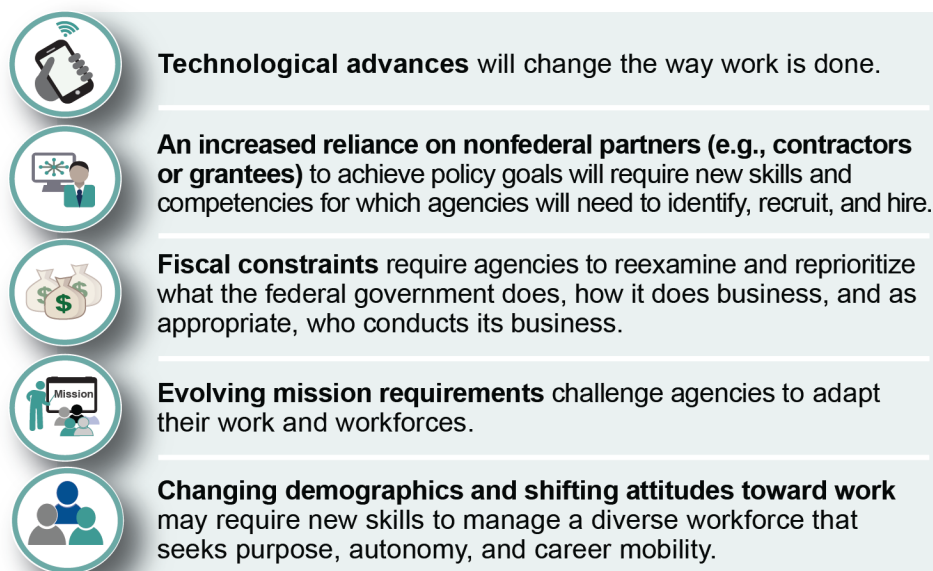 Technological advances will change the way work is done.
An increased reliance on nonfederal partners (e.g., contractors
or grantees) to achieve policy goals will require new skills and
competencies for which agencies will need to identify, recruit, and hire.
$ $ $
Fiscal constraints require agencies to reexamine and reprioritize
what the federal government does, how it does business, and as
appropriate, who conducts its business.
Mission
Evolving mission requirements challenge agencies to adapt
their work and workforces.
Changing demographics and shifting attitudes toward work
may require new skills to manage a diverse workforce that
seeks purpose, autonomy, and career mobility.